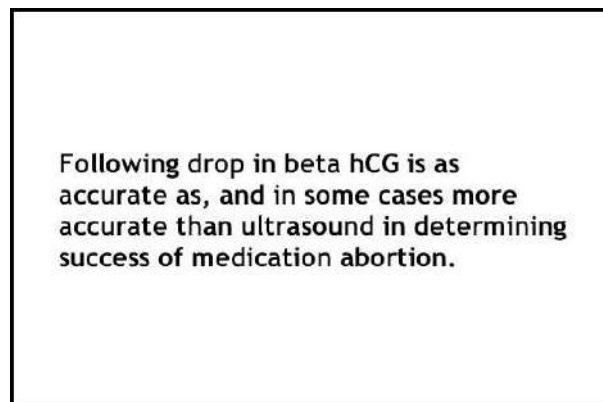 Following drop in beta hCG is as
accurate as, and in some cases more
accurate than ultrasound in determining
success of medication abortion.